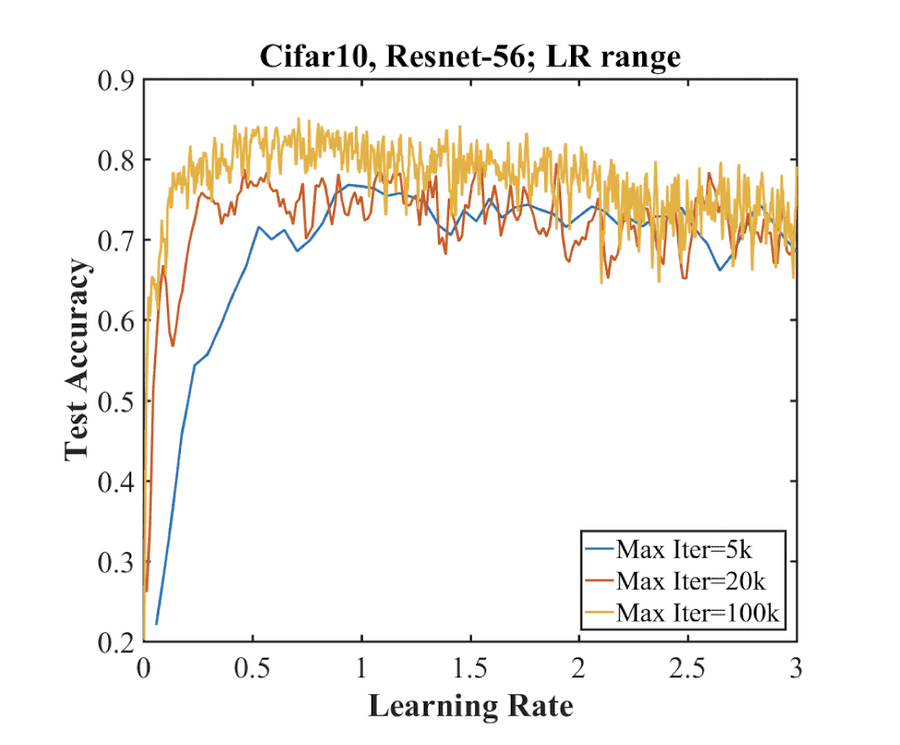 Cifar10, Resnet-56; LR range
0.9
0.8
0.7
0.6
0.5
0.4
0.3
0.2
Test Accuracy
Max Iter=5k
Max Iter=20k
Max Iter=100k
0 0.5 1 1.5 2 2.5 3
Learning Rate